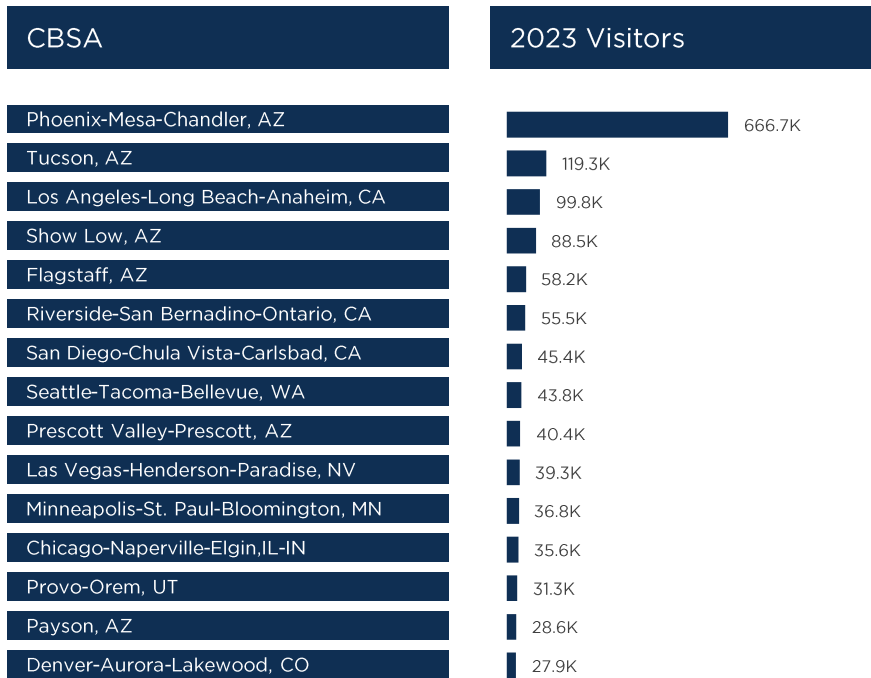 CBSA 2023 Visitors
Phoenix-Mesa-Chandler, AZ 666.7K
Tucson, AZ 119.3K
Los Angeles-Long Beach-Anaheim, CA 99.8K
Show Low, AZ 88.5K
Flagstaff, AZ 58.2K
Riverside-San Bernadino-Ontario, CA 55.5K
San Diego-Chula Vista-Carlsbad, CA 45.4K
Seattle-Tacoma-Bellevue, WA 43.8K
Prescott Valley-Prescott, AZ 40.4K
Las Vegas-Henderson-Paradise, NV 39.3K
Minneapolis-St. Paul-Bloomington, MN 36.8K
Chicago-Naperville-Elgin,IL-IN 35.6K
Provo-Orem, UT 31.3K
Payson, AZ 28.6K
Denver-Aurora-Lakewood, CO 27.9K